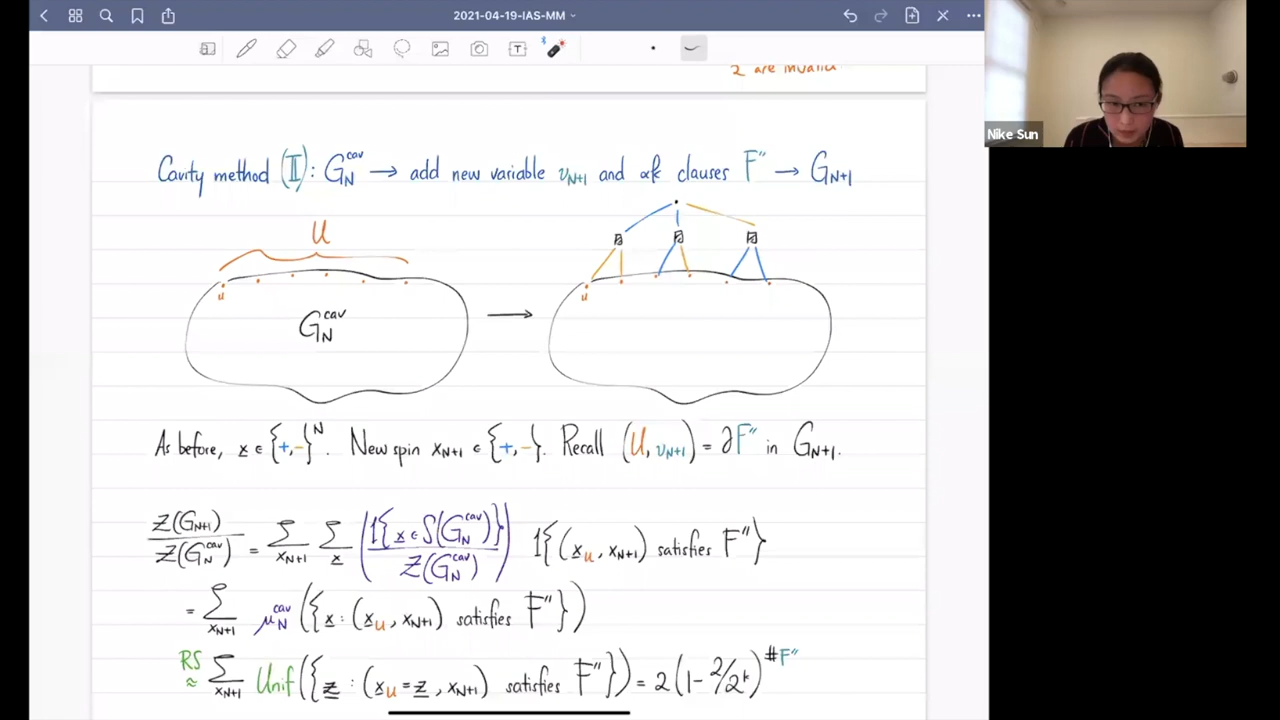 2021-04-19-IAS-MM
Nike Sun
2 are invalid
Cavity method (II): G_N^cav → add new variable v_{N+1} and αk clauses F″ → G_{N+1}
U
u
G_N^cav
→
u
As before, x ∈ {+,-}^N. New spin x_{N+1} ∈ {+,-}. Recall (U, v_{N+1}) = ∂F″ in G_{N+1}.
Z(G_{N+1}) / Z(G_N^cav) = Σ_{x_{N+1}} Σ_x (1{x ∈ S(G_N^cav)} / Z(G_N^cav)) 1{(x_U, x_{N+1}) satisfies F″}
= Σ_{x_{N+1}} μ_N^cav ({x : (x_U, x_{N+1}) satisfies F″})
RS ≈ Σ_{x_{N+1}} Unif({z : (x_U = z, x_{N+1}) satisfies F″}) = 2(1 - 2/2^k)^{#F″}